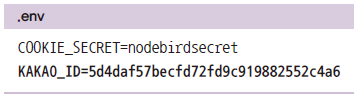 .env
COOKIE_SECRET=nodebirdsecret
KAKAO_ID=5d4daf57becfd72fd9c919882552c4a6